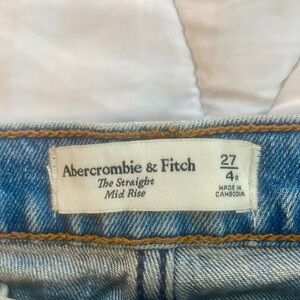 Abercrombie & Fitch
The Straight
Mid Rise
27
4R
MADE IN
CAMBODIA